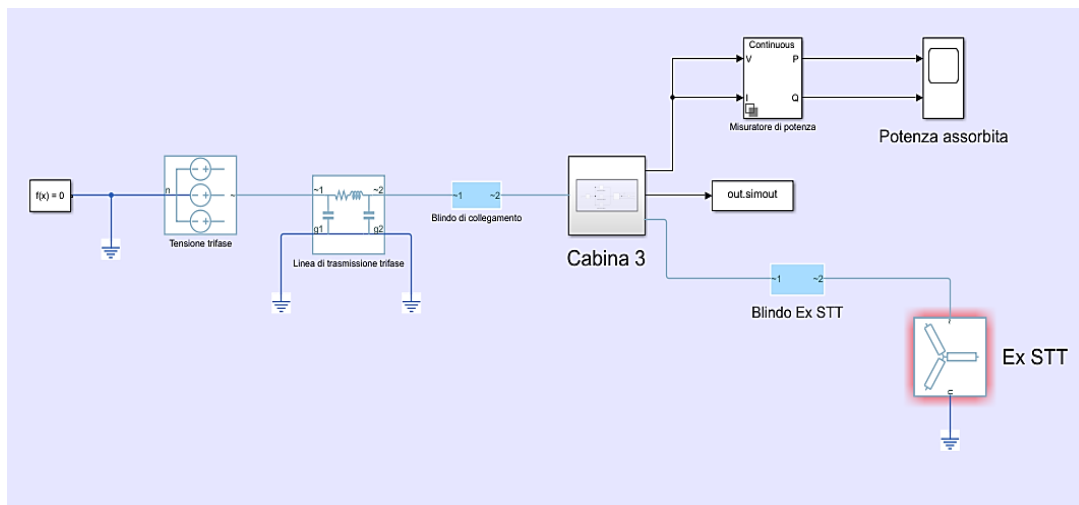 Continuous
V
P
I
Q
Misuratore di potenza
Potenza assorbita
f(x) = 0
n
~
Tensione trifase
~1
~2
g1
g2
Linea di trasmissione trifase
~1
~2
Blindo di collegamento
Cabina 3
out.simout
~1
~2
Blindo Ex STT
~
n
Ex STT